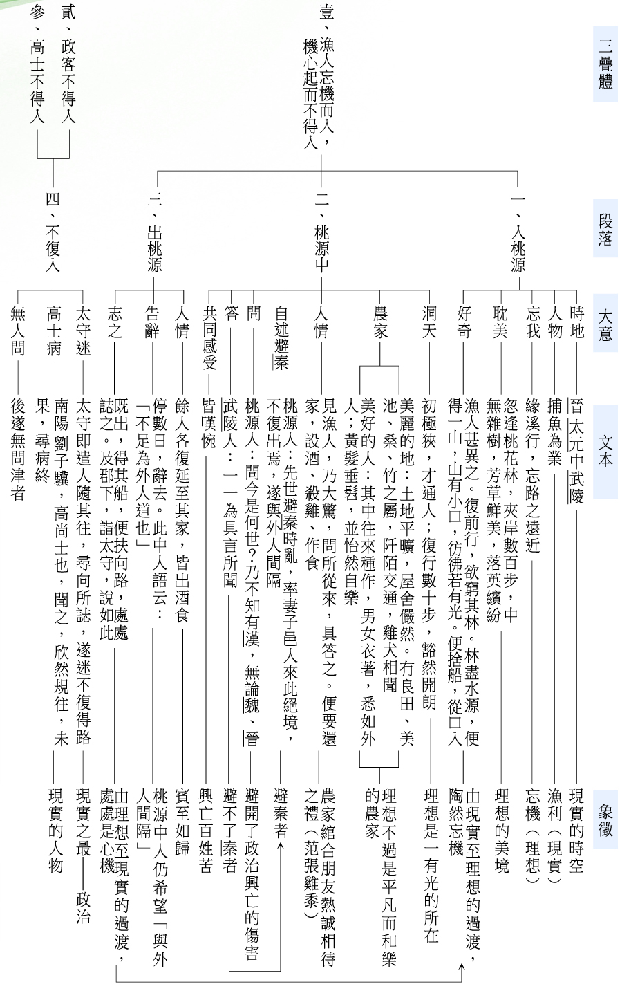 三疊體
段落
大意
文本
象徵
壹、漁人忘機而入，
機心起而不得入
貳、政客不得入
參、高士不得入
一、入桃源
二、桃源中
三、出桃源
四、不復入
時地
晉 太元中武陵
現實的時空
人物
捕魚為業
漁利（現實）
忘我
緣溪行，忘路之遠近
忘機（理想）
耽美
忽逢桃花林，夾岸數百步，中
無雜樹，芳草鮮美，落英繽紛
理想的美境
好奇
漁人甚異之。復前行，欲窮其林。林盡水源，便
得一山，山有小口，彷彿若有光。便捨船，從口入
由現實至理想的過渡，
陶然忘機
洞天
初極狹，才通人；復行數十步，豁然開朗
理想是一有光的所在
農家
美麗的地：土地平曠，屋舍儼然。有良田、美
池、桑、竹之屬，阡陌交通，雞犬相聞
美好的人：其中往來種作，男女衣著，悉如外
人；黃髮垂髫，並怡然自樂
理想不過是平凡而和樂
的農家
人情
見漁人，乃大驚，問所從來，具答之。便要還
家，設酒、殺雞、作食
農家綰合朋友熱誠相待
之禮（范張雞黍）
自述避秦
桃源人：先世避秦時亂，率妻子邑人來此絕境，
不復出焉，遂與外人間隔
避秦者
問
桃源人：問今是何世？乃不知有漢，無論魏、晉
避開了政治興亡的傷害
答
武陵人：一一為具言所聞
避不了秦者
共同感受
皆嘆惋
興亡百姓苦
人情
餘人各復延至其家，皆出酒食
賓至如歸
告辭
停數日，辭去。此中人語云：
「不足為外人道也」
桃源中人仍希望「與外
人間隔」
志之
既出，得其船，便扶向路，處處
誌之。及郡下，詣太守，說如此
由理想至現實的過渡，
處處是心機
太守迷
太守即遣人隨其往，尋向所誌，遂迷不復得路
現實之最——政治
高士病
南陽 劉子驥，高尚士也，聞之，欣然規往，未
果，尋病終
現實的人物
無人問
後遂無問津者